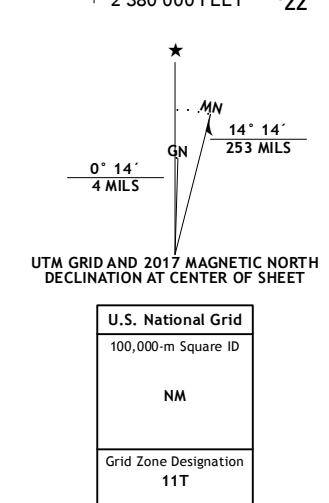 2 380 000 FEET
22
★
MN
14° 14´
253 MILS
GN
0° 14´
4 MILS
UTM GRID AND 2017 MAGNETIC NORTH
DECLINATION AT CENTER OF SHEET
U.S. National Grid
100,000-m Square ID
NM
Grid Zone Designation
11T